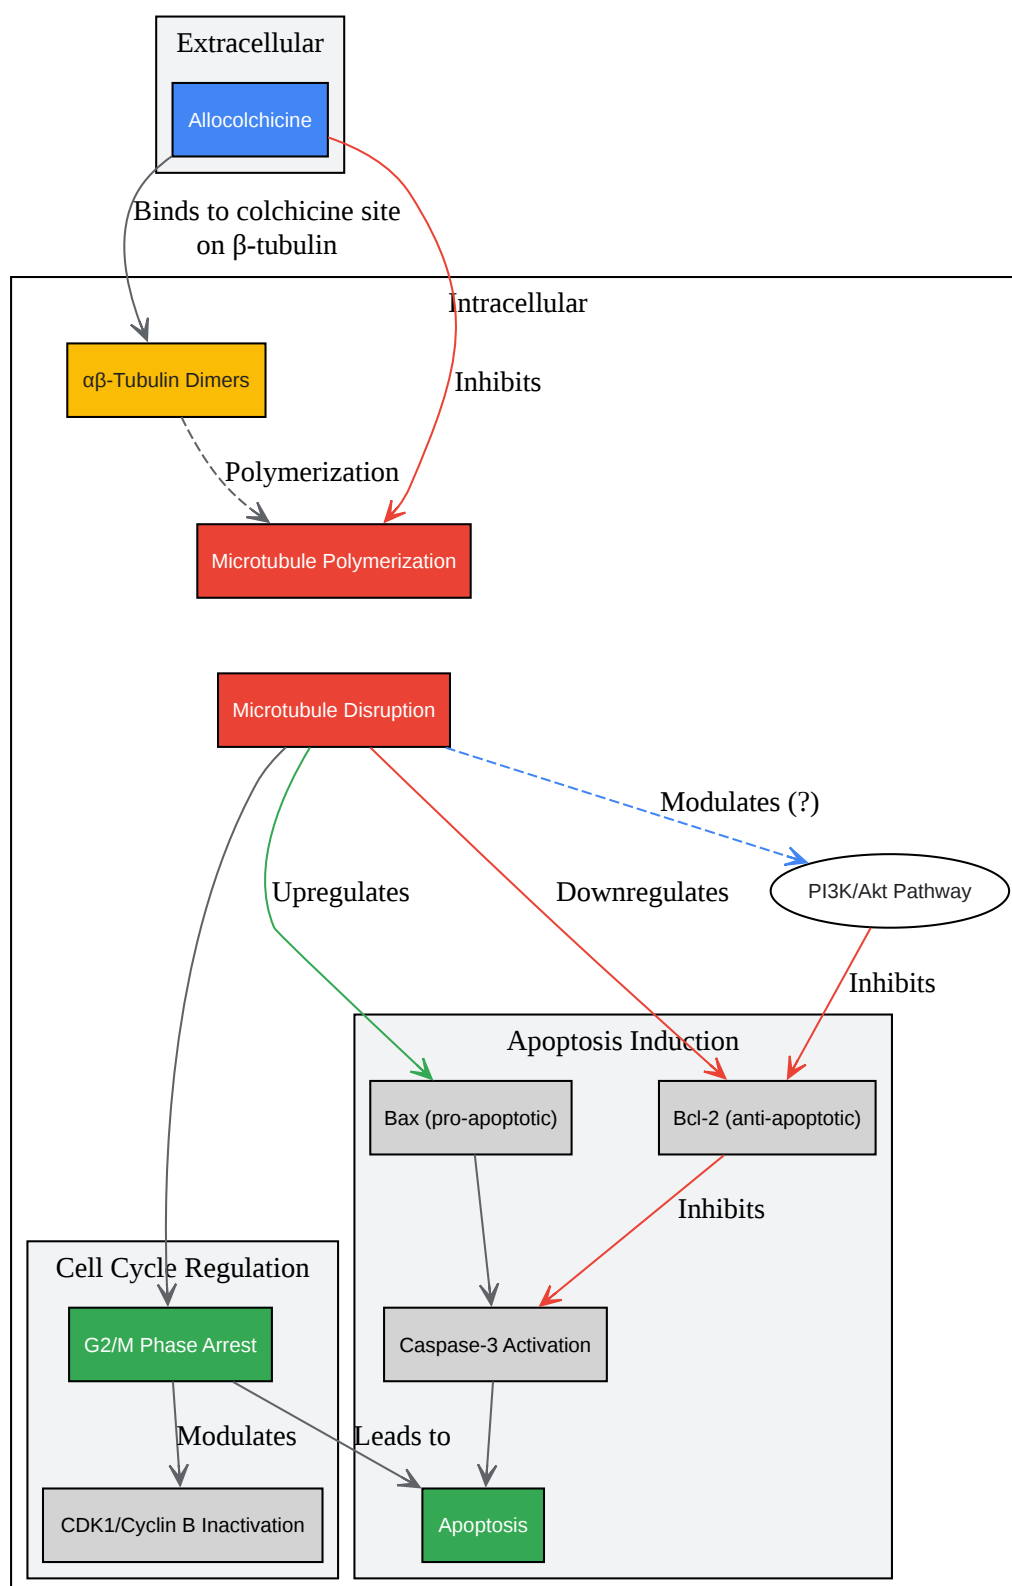 Extracellular
Allocolchicine
Binds to colchicine site
on β-tubulin
Intracellular
αβ-Tubulin Dimers
Inhibits
Polymerization
Microtubule Polymerization
Microtubule Disruption
Modulates (?)
Upregulates
Downregulates
PI3K/Akt Pathway
Inhibits
Apoptosis Induction
Bax (pro-apoptotic)
Bcl-2 (anti-apoptotic)
Inhibits
Cell Cycle Regulation
G2/M Phase Arrest
Caspase-3 Activation
Modulates
Leads to
CDK1/Cyclin B Inactivation
Apoptosis